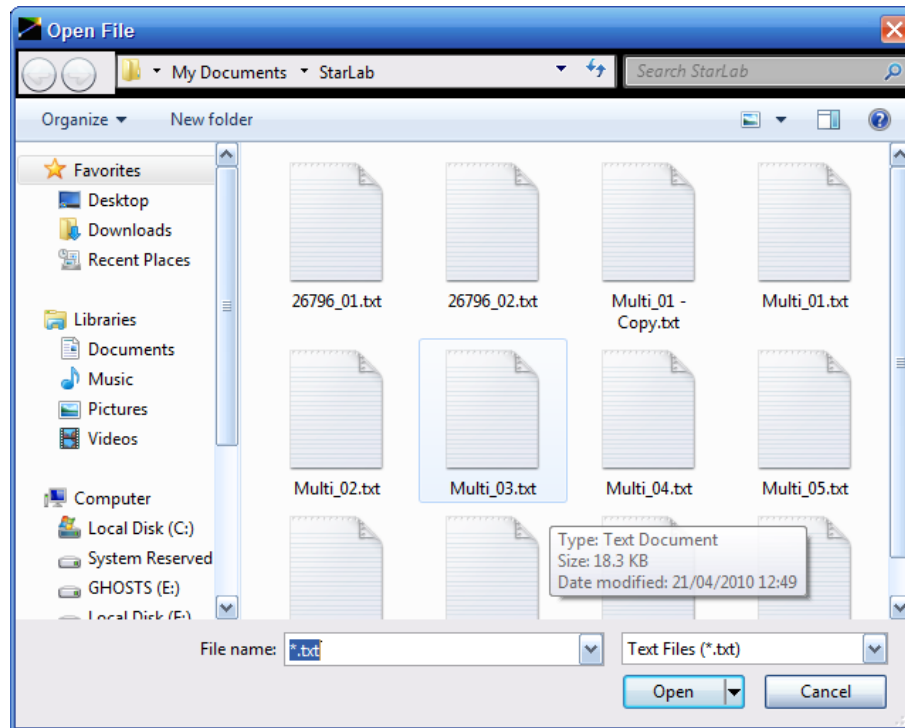 Open File
My Documents StarLab
Search StarLab
Organize New folder
Favorites
Desktop
Downloads
Recent Places
Libraries
Documents
Music
Pictures
Videos
Computer
Local Disk (C:)
System Reserved
GHOSTS (E:)
Local Disk (F:)
26796_01.txt 26796_02.txt Multi_01 - Multi_01.txt
Copy.txt
Multi_02.txt Multi_03.txt Multi_04.txt Multi_05.txt
Type: Text Document
Size: 18.3 KB
Date modified: 21/04/2010 12:49
File name: *.txt Text Files (*.txt)
Open Cancel